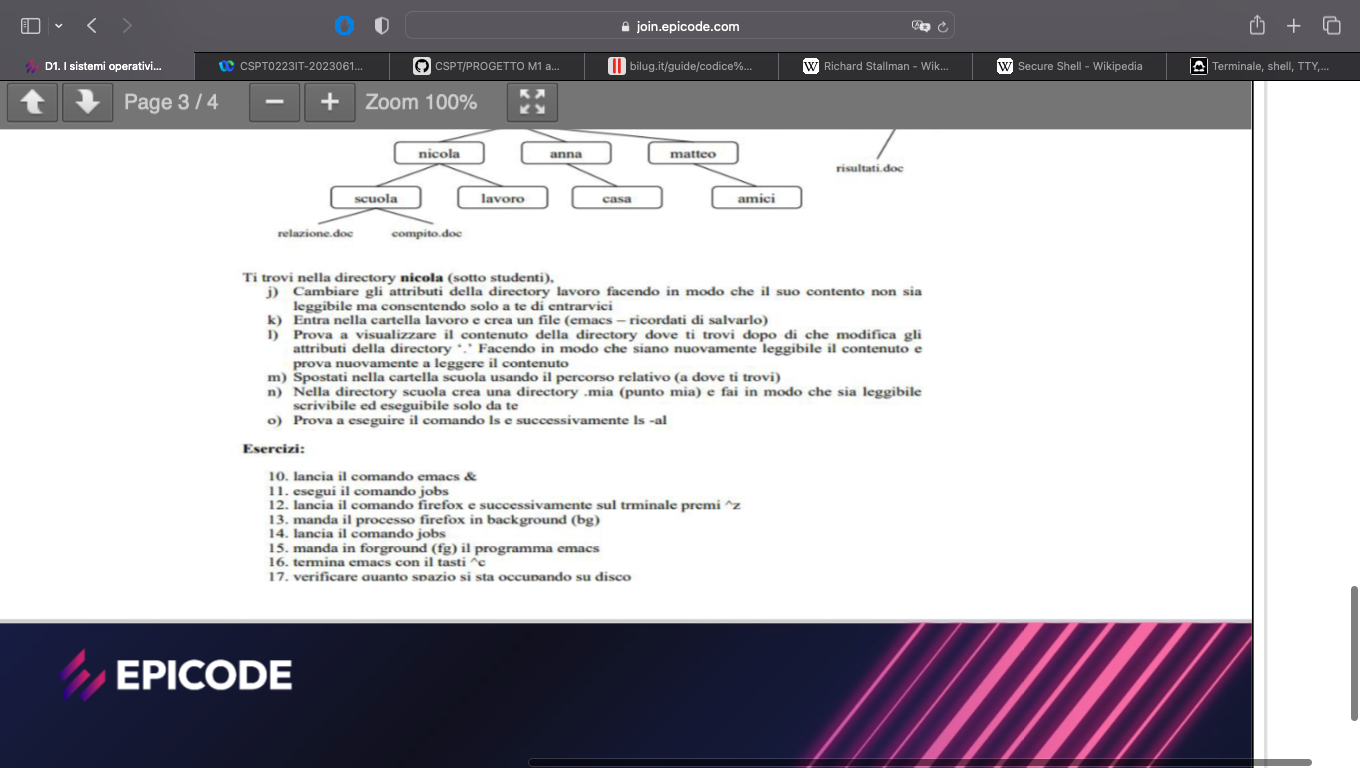 join.epicode.com
D1. I sistemi operativi...
CSPT0223IT-2023061...
CSPT/PROGETTO M1 a...
bilug.it/guide/codice%...
Richard Stallman - Wik...
Secure Shell - Wikipedia
Terminale, shell, TTY,...
Page 3 / 4
Zoom 100%
nicola anna matteo
risultati.doc
scuola lavoro casa amici
relazione.doc compito.doc
Ti trovi nella directory nicola (sotto studenti),
j) Cambiare gli attributi della directory lavoro facendo in modo che il suo contento non sia
leggibile ma consentendo solo a te di entrarvici
k) Entra nella cartella lavoro e crea un file (emacs – ricordati di salvarlo)
l) Prova a visualizzare il contenuto della directory dove ti trovi dopo di che modifica gli
attributi della directory ‘.’ Facendo in modo che siano nuovamente leggibile il contenuto e
prova nuovamente a leggere il contenuto
m) Spostati nella cartella scuola usando il percorso relativo (a dove ti trovi)
n) Nella directory scuola crea una directory .mia (punto mia) e fai in modo che sia leggibile
scrivibile ed eseguibile solo da te
o) Prova a eseguire il comando ls e successivamente ls -al
Esercizi:
10. lancia il comando emacs &
11. esegui il comando jobs
12. lancia il comando firefox e successivamente sul trminale premi ^z
13. manda il processo firefox in background (bg)
14. lancia il comando jobs
15. manda in forground (fg) il programma emacs
16. termina emacs con il tasti ^c
17. verificare quanto spazio si sta occupando su disco
EPICODE